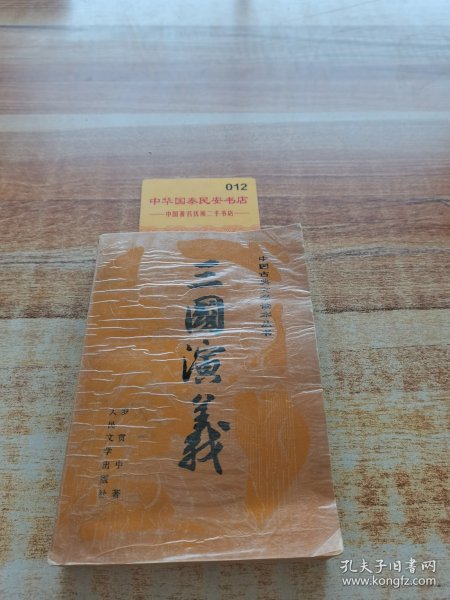 012
中华国泰民安书店
中国著名优阅二手书店
中国古典文学读本丛书
三國演義
罗贯中 著
人民文学出版社
孔夫子旧书网
www.kongfz.com